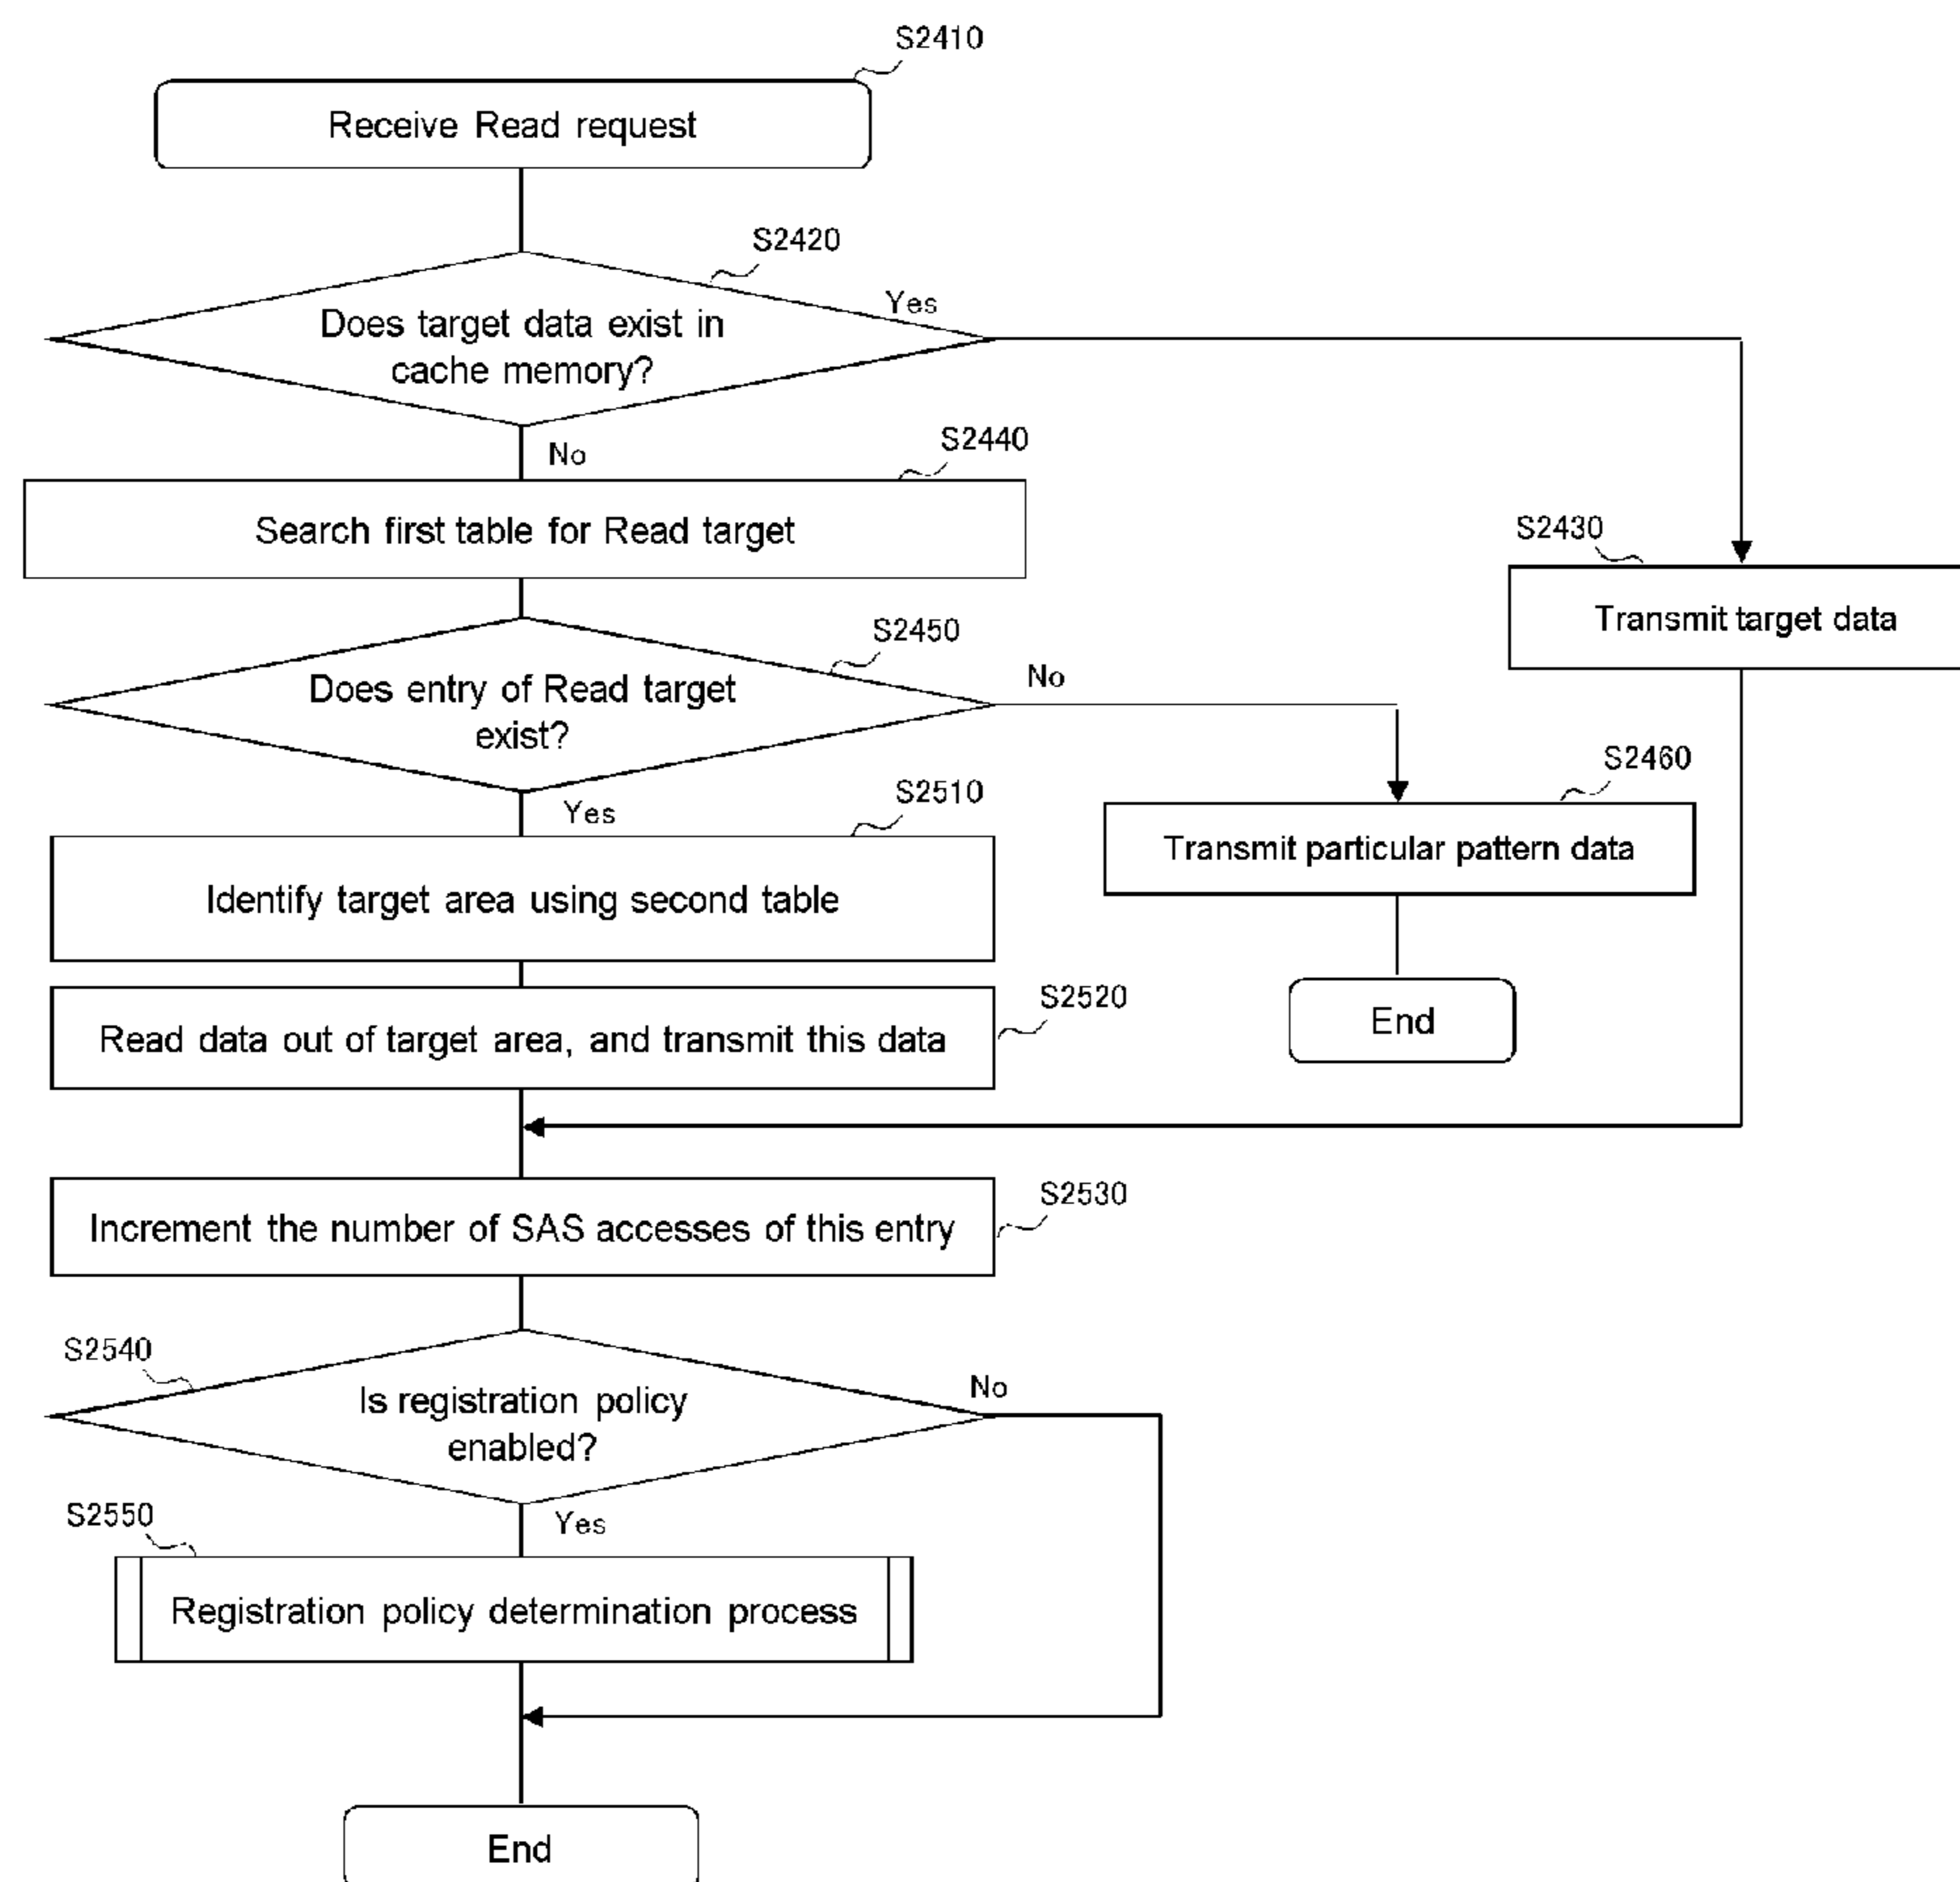 S2410
Receive Read request
S2420
Yes
Does target data exist in
cache memory?
No
S2440
Search first table for Read target
S2430
Transmit target data
S2450
No
Does entry of Read target
exist?
S2460
Transmit particular pattern data
End
Yes
S2510
Identify target area using second table
S2520
Read data out of target area, and transmit this data
S2530
Increment the number of SAS accesses of this entry
S2540
No
Is registration policy
enabled?
Yes
S2550
Registration policy determination process
End